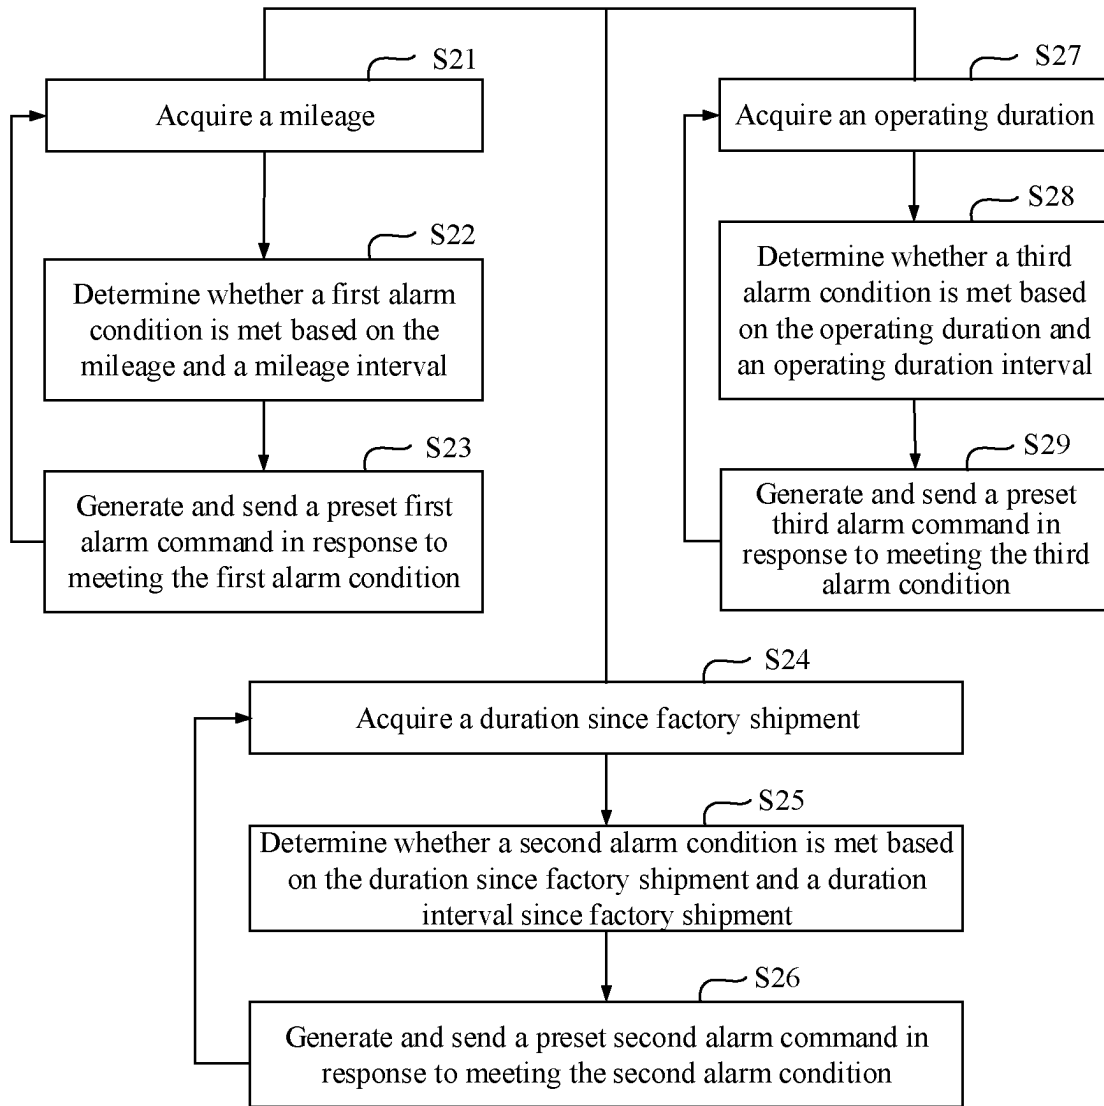 S21
Acquire a mileage
S22
Determine whether a first alarm
condition is met based on the
mileage and a mileage interval
S23
Generate and send a preset first
alarm command in response to
meeting the first alarm condition
S27
Acquire an operating duration
S28
Determine whether a third
alarm condition is met based
on the operating duration and
an operating duration interval
S29
Generate and send a preset
third alarm command in
response to meeting the third
alarm condition
S24
Acquire a duration since factory shipment
S25
Determine whether a second alarm condition is met based
on the duration since factory shipment and a duration
interval since factory shipment
S26
Generate and send a preset second alarm command in
response to meeting the second alarm condition